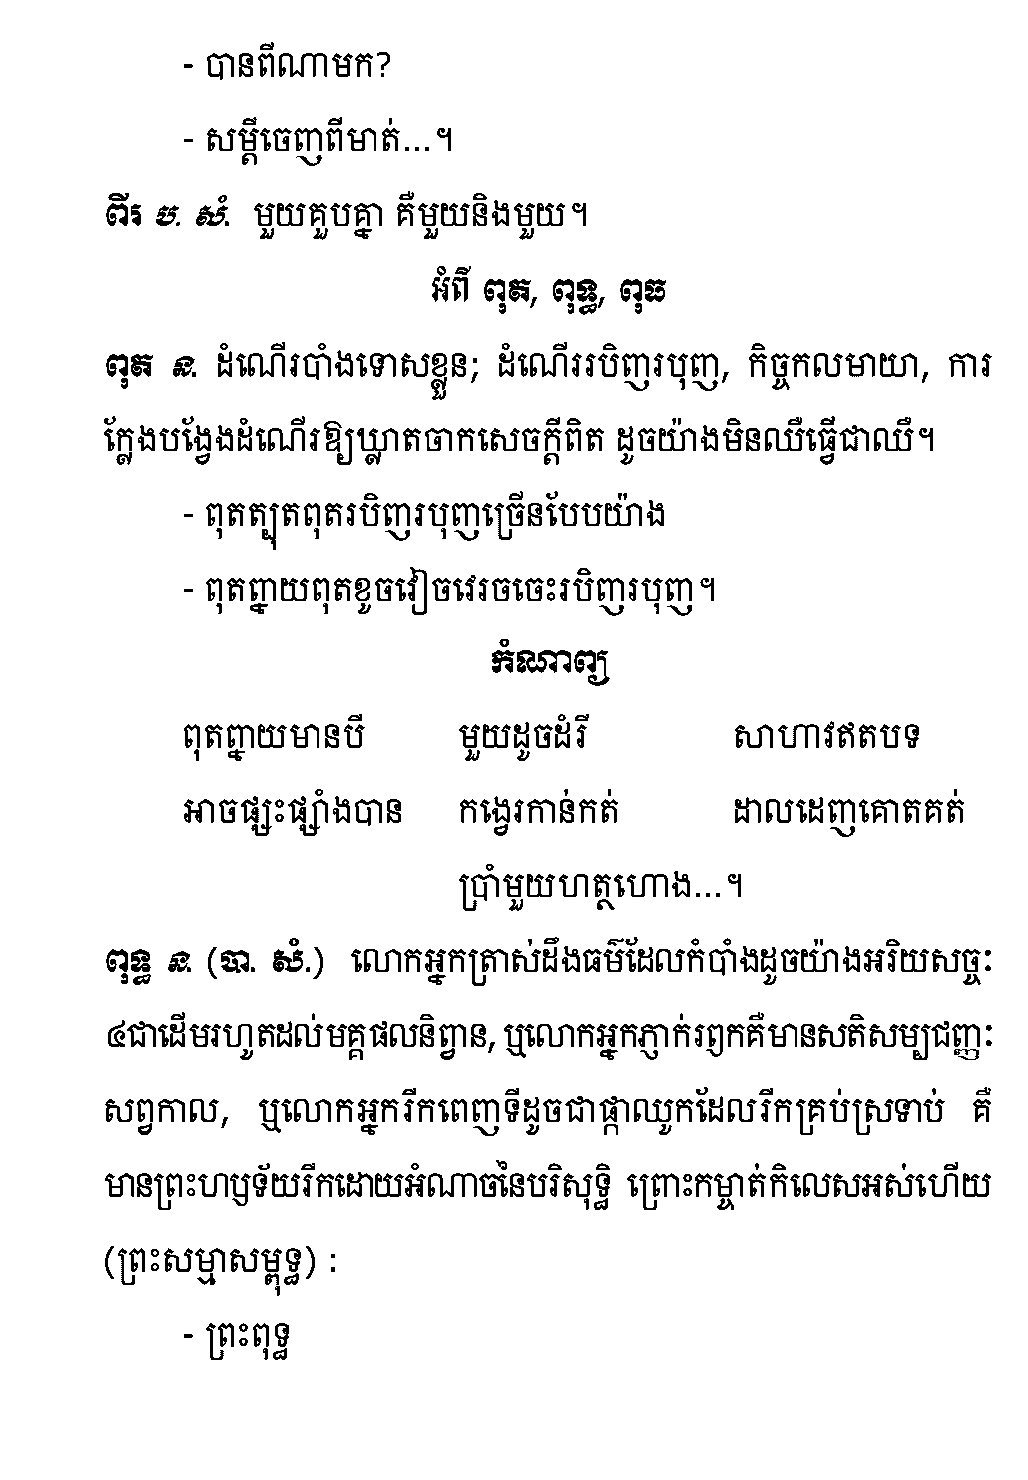 - បានពីណាមក?
- សម្ដីចេញពីមាត់...។
ពីរ ប. សំ. មួយគួបគ្នា គឺមួយនិងមួយ។
អំពី ពុត, ពុទ្ធ, ពុធ
ពុត ន. ដំណើរបាំងទោសខ្លួន; ដំណើររបិញរបុញ, កិច្ចកលមាយា, ការ
ក្លែងបង្វែងដំណើរឱ្យឃ្លាតចាកសេចក្ដីពិត ដូចយ៉ាងមិនឈឺធ្វើជាឈឺ។
- ពុតត្បុតពុតរបិញរបុញច្រើនបែបយ៉ាង
- ពុតព្នាយពុតខូចវៀចវេរចចេះរបិញរបុញ។
កំណាព្យ
ពុតព្នាយមានបី មួយដូចដំរី សាហាវឥតបទ
អាចផ្សះផ្សាំងបាន កង្វេរកាន់កត់ ដាលដេញគោតគត់
ប្រាំមួយហត្ថហោង...។
ពុទ្ធ ន. (បា. សំ.) លោកអ្នកត្រាស់ដឹងធម៌ដែលកំបាំងដូចយ៉ាងអរិយសច្ចៈ
៤ជាដើមរហូតដល់មគ្គផលនិព្វាន, ឬលោកអ្នកភ្ញាក់រឭកគឺមានសតិសម្បជញ្ញៈ
សព្វកាល, ឬលោកអ្នករីកពេញទីដូចជាផ្កាឈូកដែលរីកគ្រប់ស្រទាប់ គឺ
មានព្រះហឫទ័យរីកដោយអំណាចនៃបរិសុទ្ធិ ព្រោះកម្ចាត់កិលេសអស់ហើយ
(ព្រះសម្មាសម្ពុទ្ធ) :
- ព្រះពុទ្ធ